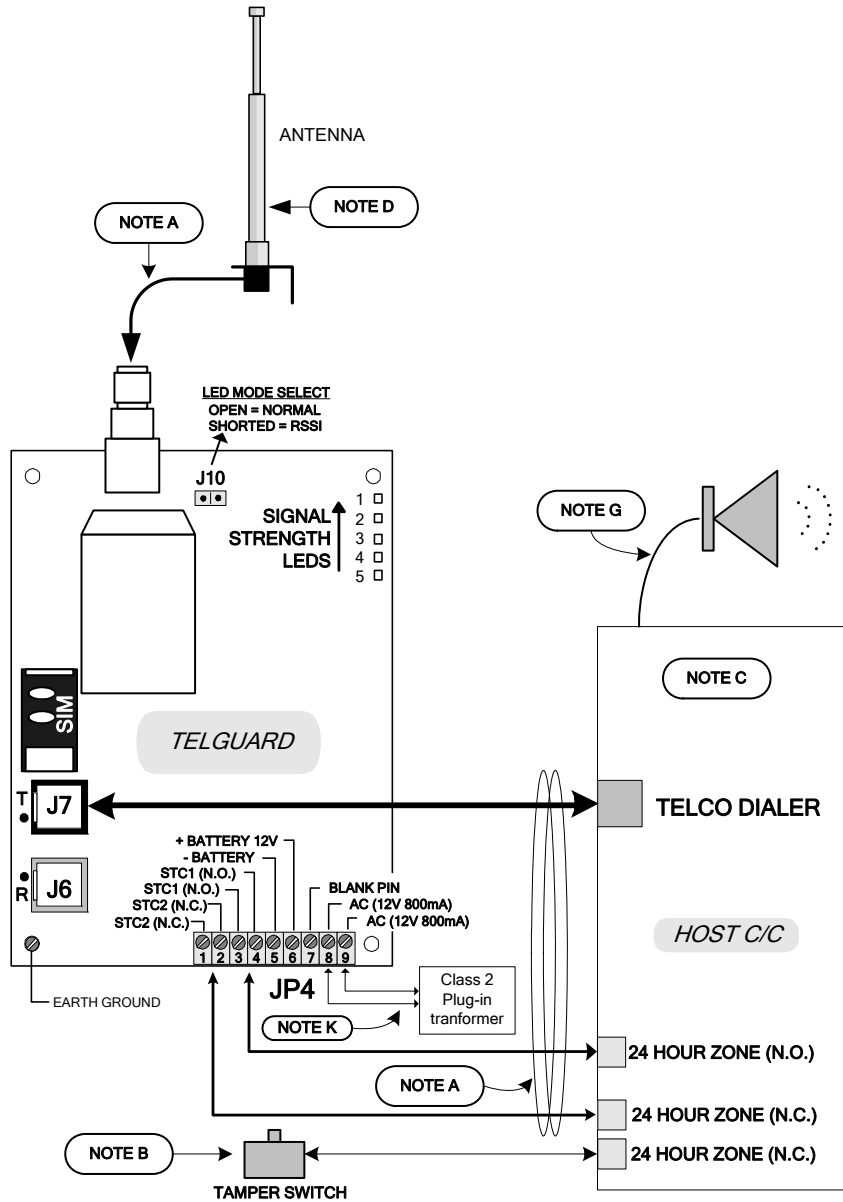 ANTENNA
NOTE A
NOTE D
LED MODE SELECT
OPEN = NORMAL
SHORTED = RSSI
J10
SIGNAL
STRENGTH
LEDS
1
2
3
4
5
NOTE G
NOTE C
SIM
TELGUARD
T
J7
TELCO DIALER
R
J6
+ BATTERY 12V
- BATTERY
STC1 (N.O.)
STC1 (N.O.)
STC2 (N.C.)
STC2 (N.C.)
BLANK PIN
AC (12V 800mA)
AC (12V 800mA)
1 2 3 4 5 6 7 8 9
JP4
HOST C/C
EARTH GROUND
Class 2
Plug-in
tranformer
NOTE K
24 HOUR ZONE (N.O.)
NOTE A
24 HOUR ZONE (N.C.)
NOTE B
24 HOUR ZONE (N.C.)
TAMPER SWITCH